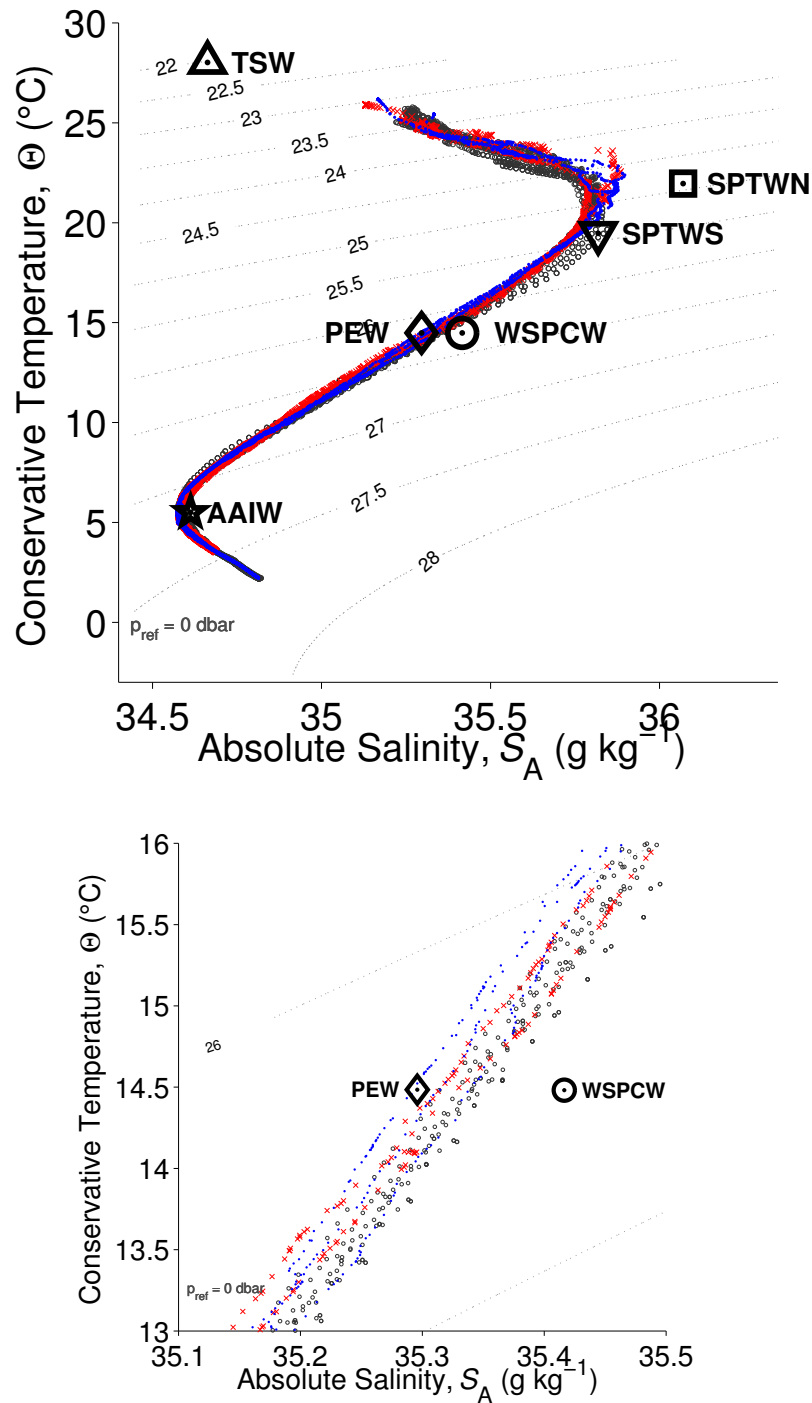 30
25
20
15
10
5
0
Conservative Temperature, Θ (°C)
TSW
22
22.5
23
23.5
24
SPTWN
24.5
25
SPTWS
25.5
PEW
26
WSPCW
27
27.5
AAIW
28
p_ref = 0 dbar
34.5 35 35.5 36
Absolute Salinity, S_A (g kg⁻¹)
16
15.5
15
14.5
14
13.5
13
Conservative Temperature, Θ (°C)
26
PEW
WSPCW
p_ref = 0 dbar
35.1 35.2 35.3 35.4 35.5
Absolute Salinity, S_A (g kg⁻¹)